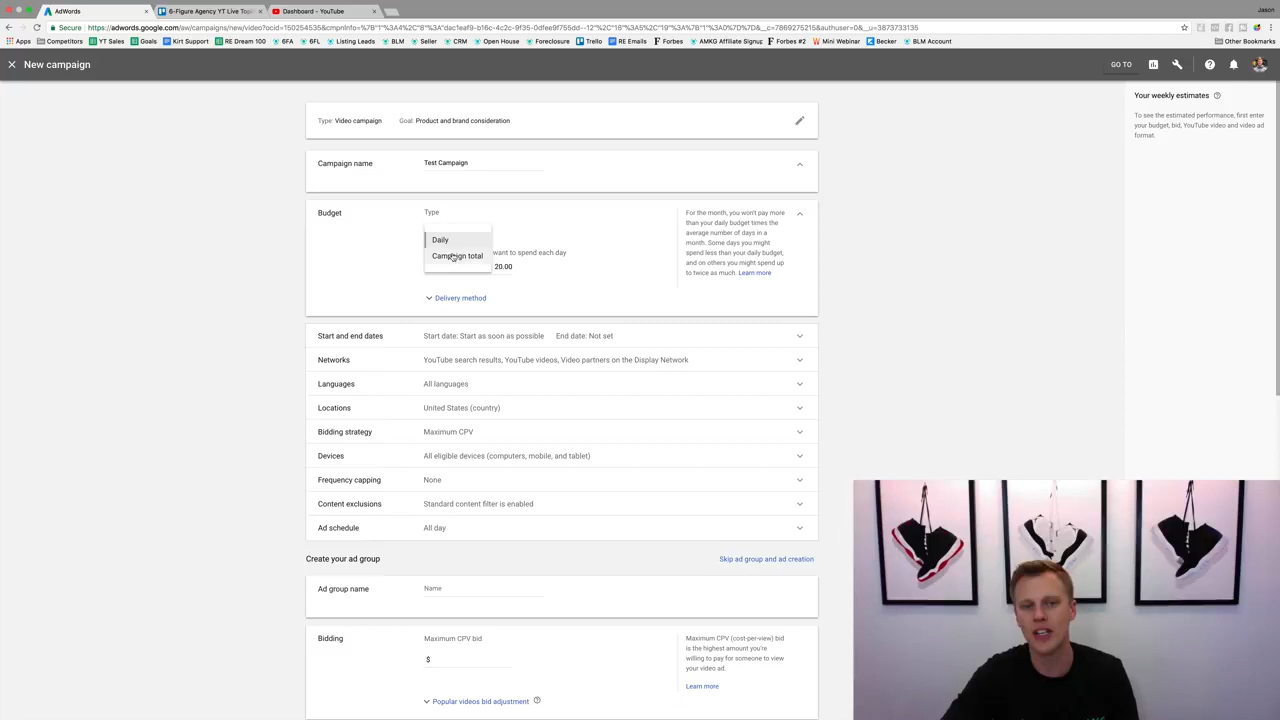 AdWords
6-Figure Agency YT Live Topi
Dashboard - YouTube
Jason
Secure
https://adwords.google.com/aw/campaigns/new/video?ocid=150254535&cmpnInfo=%7B"1"%3A4%2C"8"%3A"dac1eaf9-b16c-4c2c-9f35-0dfee9f755dd--12"%2C"18"%3A5%2C"19"%3A"1"%3A0%7D%7D&__c=7869275215&authuser=0&__u=3873733135
Apps
Competitors
YT Sales
Goals
Kirt Support
RE Dream 100
6FA
6FL
Listing Leads
BLM
Seller
CRM
Open House
Foreclosure
Trello
RE Emails
Forbes
AMKG Affiliate Signup
Forbes #2
Mini Webinar
Becker
BLM Account
Other Bookmarks
New campaign
GO TO
Type: Video campaign
Goal: Product and brand consideration
Campaign name
Test Campaign
Budget
Type
Daily
Campaign total
want to spend each day
20.00
Delivery method
For the month, you won't pay more
than your daily budget times the
average number of days in a
month. Some days you might
spend less than your daily budget,
and on others you might spend up
to twice as much. Learn more
Start and end dates
Start date: Start as soon as possible
End date: Not set
Networks
YouTube search results, YouTube videos, Video partners on the Display Network
Languages
All languages
Locations
United States (country)
Bidding strategy
Maximum CPV
Devices
All eligible devices (computers, mobile, and tablet)
Frequency capping
None
Content exclusions
Standard content filter is enabled
Ad schedule
All day
Create your ad group
Skip ad group and ad creation
Ad group name
Name
Bidding
Maximum CPV bid
$
Popular videos bid adjustment
Maximum CPV (cost-per-view) bid
is the highest amount you're
willing to pay for someone to view
your video ad.
Learn more
Your weekly estimates
To see the estimated performance, first enter
your budget, bid, YouTube video and video ad
format.